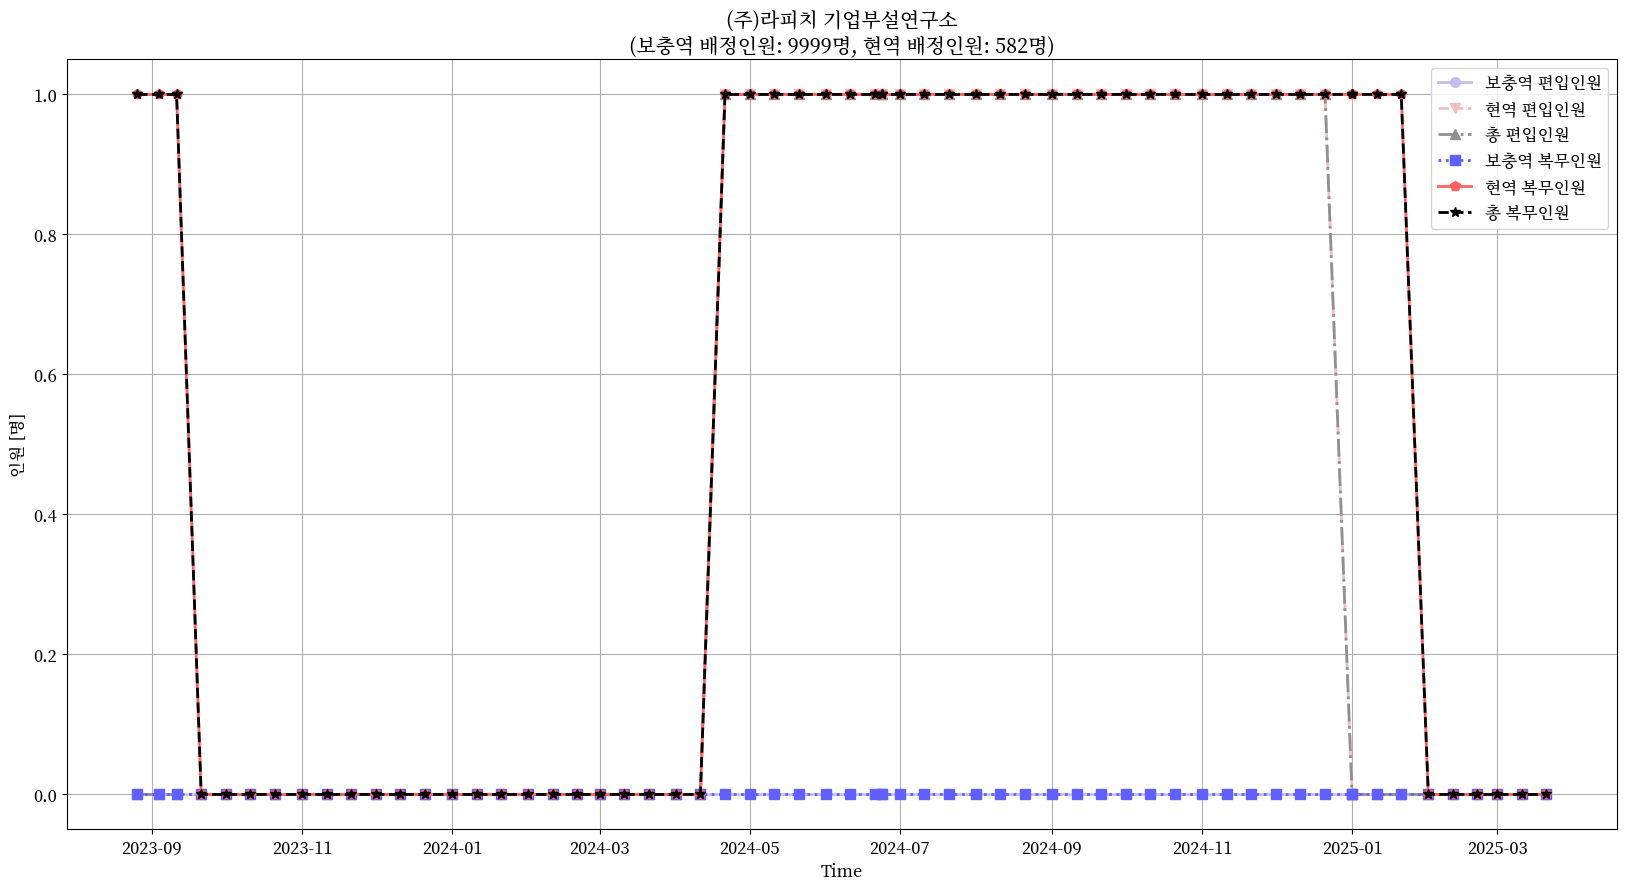 (주)라피치 기업부설연구소
(보충역 배정인원: 9999명, 현역 배정인원: 582명)
보충역 편입인원
현역 편입인원
총 편입인원
보충역 복무인원
현역 복무인원
총 복무인원
인원 [명]
1.0
0.8
0.6
0.4
0.2
0.0
2023-09
2023-11
2024-01
2024-03
2024-05
2024-07
2024-09
2024-11
2025-01
2025-03
Time